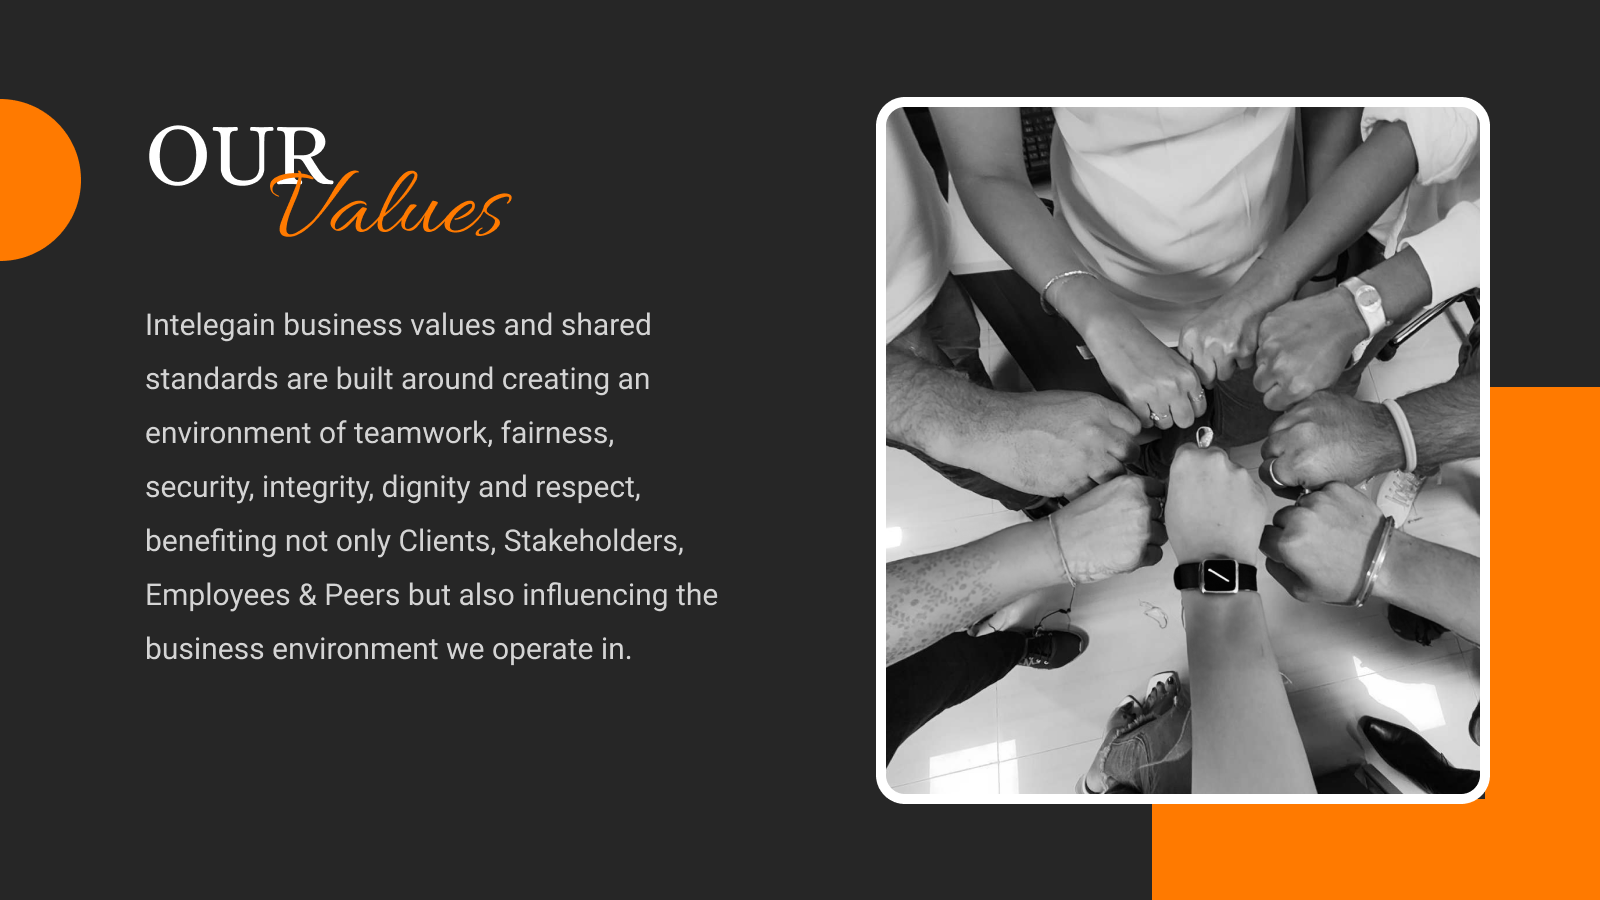 OUR
Values
Intelegain business values and shared
standards are built around creating an
environment of teamwork, fairness,
security, integrity, dignity and respect,
benefiting not only Clients, Stakeholders,
Employees & Peers but also influencing the
business environment we operate in.